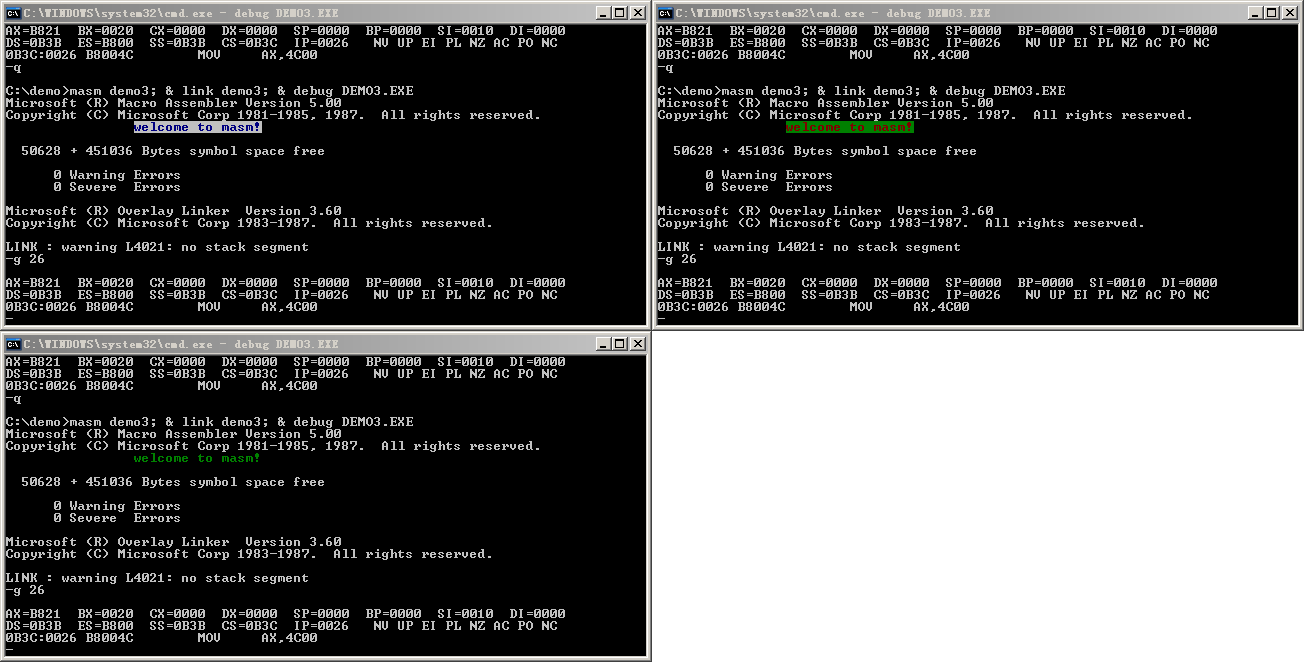 C:\WINDOWS\system32\cmd.exe - debug DEMO3.EXE
AX=B821  BX=0020  CX=0000  DX=0000  SP=0000  BP=0000  SI=0010  DI=0000
DS=0B3B  ES=B800  SS=0B3B  CS=0B3C  IP=0026   NV UP EI PL NZ AC PO NC
0B3C:0026 B8004C        MOV     AX,4C00
-q
C:\demo>masm demo3; & link demo3; & debug DEMO3.EXE
Microsoft (R) Macro Assembler Version 5.00
Copyright (C) Microsoft Corp 1981-1985, 1987.  All rights reserved.
welcome to masm!
50628 + 451036 Bytes symbol space free
0 Warning Errors
0 Severe  Errors
Microsoft (R) Overlay Linker  Version 3.60
Copyright (C) Microsoft Corp 1983-1987.  All rights reserved.
LINK : warning L4021: no stack segment
-g 26
AX=B821  BX=0020  CX=0000  DX=0000  SP=0000  BP=0000  SI=0010  DI=0000
DS=0B3B  ES=B800  SS=0B3B  CS=0B3C  IP=0026   NV UP EI PL NZ AC PO NC
0B3C:0026 B8004C        MOV     AX,4C00
-
C:\WINDOWS\system32\cmd.exe - debug DEMO3.EXE
AX=B821  BX=0020  CX=0000  DX=0000  SP=0000  BP=0000  SI=0010  DI=0000
DS=0B3B  ES=B800  SS=0B3B  CS=0B3C  IP=0026   NV UP EI PL NZ AC PO NC
0B3C:0026 B8004C        MOV     AX,4C00
-q
C:\demo>masm demo3; & link demo3; & debug DEMO3.EXE
Microsoft (R) Macro Assembler Version 5.00
Copyright (C) Microsoft Corp 1981-1985, 1987.  All rights reserved.
welcome to masm!
50628 + 451036 Bytes symbol space free
0 Warning Errors
0 Severe  Errors
Microsoft (R) Overlay Linker  Version 3.60
Copyright (C) Microsoft Corp 1983-1987.  All rights reserved.
LINK : warning L4021: no stack segment
-g 26
AX=B821  BX=0020  CX=0000  DX=0000  SP=0000  BP=0000  SI=0010  DI=0000
DS=0B3B  ES=B800  SS=0B3B  CS=0B3C  IP=0026   NV UP EI PL NZ AC PO NC
0B3C:0026 B8004C        MOV     AX,4C00
-
C:\WINDOWS\system32\cmd.exe - debug DEMO3.EXE
AX=B821  BX=0020  CX=0000  DX=0000  SP=0000  BP=0000  SI=0010  DI=0000
DS=0B3B  ES=B800  SS=0B3B  CS=0B3C  IP=0026   NV UP EI PL NZ AC PO NC
0B3C:0026 B8004C        MOV     AX,4C00
-q
C:\demo>masm demo3; & link demo3; & debug DEMO3.EXE
Microsoft (R) Macro Assembler Version 5.00
Copyright (C) Microsoft Corp 1981-1985, 1987.  All rights reserved.
welcome to masm!
50628 + 451036 Bytes symbol space free
0 Warning Errors
0 Severe  Errors
Microsoft (R) Overlay Linker  Version 3.60
Copyright (C) Microsoft Corp 1983-1987.  All rights reserved.
LINK : warning L4021: no stack segment
-g 26
AX=B821  BX=0020  CX=0000  DX=0000  SP=0000  BP=0000  SI=0010  DI=0000
DS=0B3B  ES=B800  SS=0B3B  CS=0B3C  IP=0026   NV UP EI PL NZ AC PO NC
0B3C:0026 B8004C        MOV     AX,4C00
-